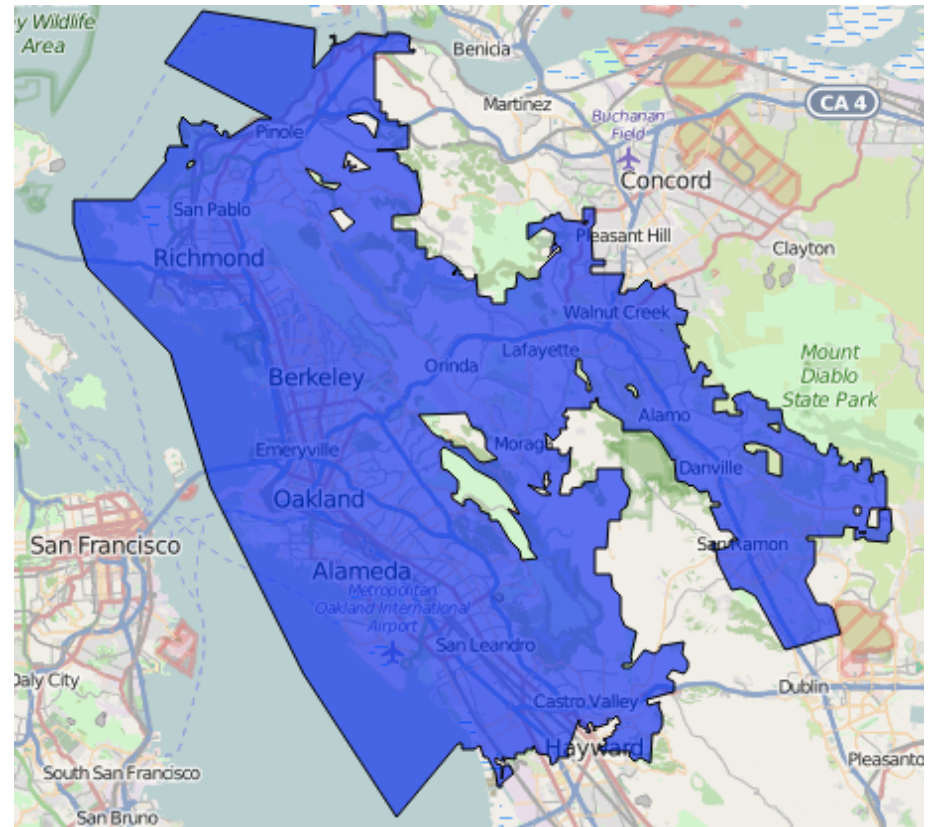 y Wildlife
Area
Benicia
Martinez
CA 4
Buchanan
Field
Pinole
Concord
San Pablo
Pleasant Hill
Clayton
Richmond
Walnut Creek
Lafayette
Orinda
Mount
Diablo
State Park
Berkeley
Alamo
Emeryville
Moraga
Danville
Oakland
San Francisco
San Ramon
Alameda
Metropolitan
Oakland International
Airport
San Leandro
Daly City
Dublin
Castro Valley
Hayward
Pleasanto
South San Francisco
San Bruno